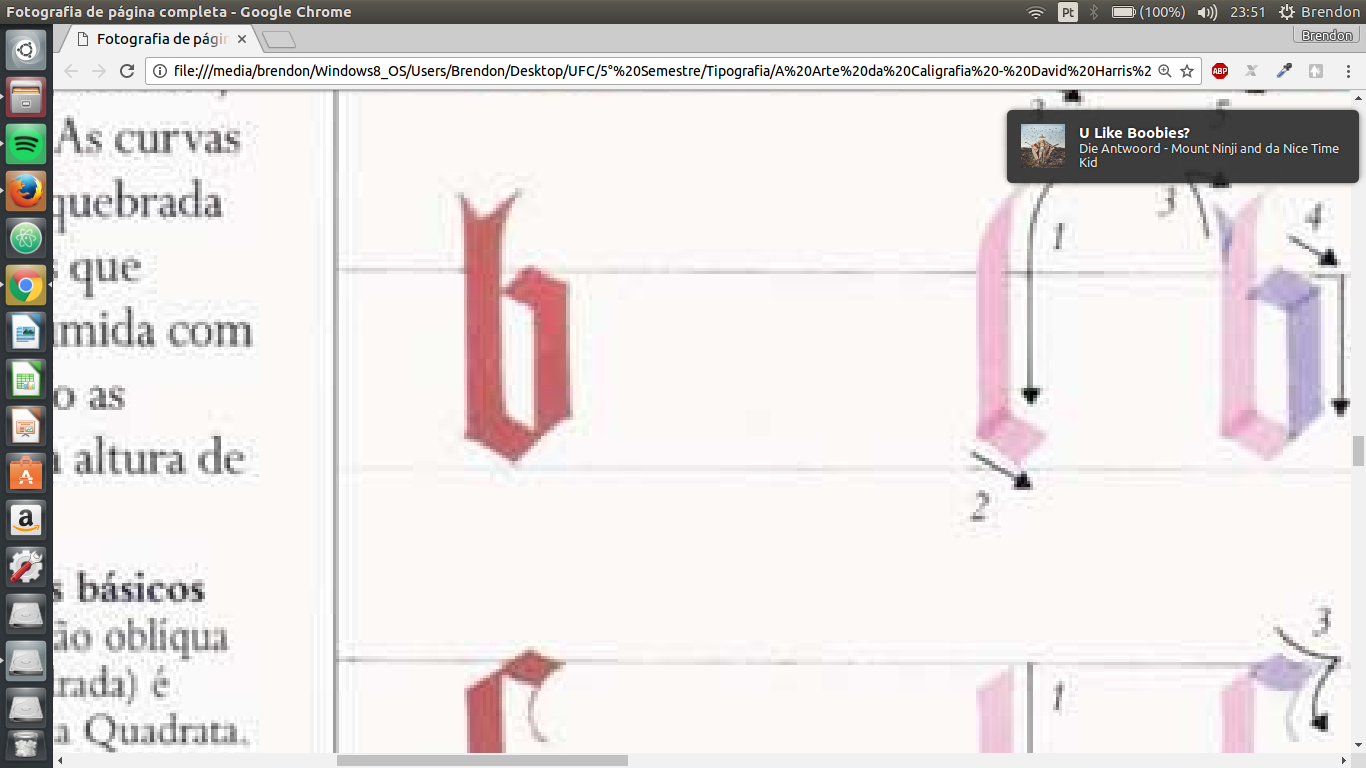 Fotografia de página completa - Google Chrome
Pt
(100%)
23:51
Brendon
Fotografia de págin
Brendon
file:///media/brendon/Windows8_OS/Users/Brendon/Desktop/UFC/5°%20Semestre/Tipografia/A%20Arte%20da%20Caligrafia%20-%20David%20Harris%2
ABP
U Like Boobies?
Die Antwoord - Mount Ninji and da Nice Time
Kid
As curvas
quebrada
que
mida com
o as
altura de
s básicos
ão oblíqua
rada) é
a Quadrata.
b
1
2
3
b
4
5
1
3